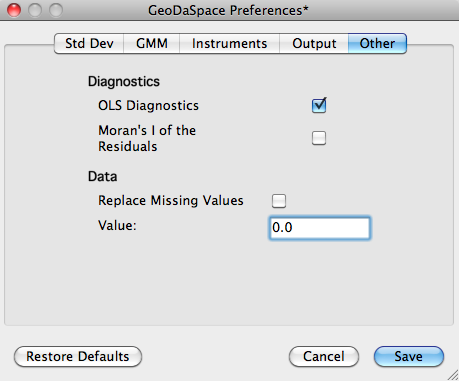 GeoDaSpace Preferences*
Std Dev GMM Instruments Output Other
Diagnostics
OLS Diagnostics
Moran's I of the
Residuals
Data
Replace Missing Values
Value: 0.0
Restore Defaults Cancel Save